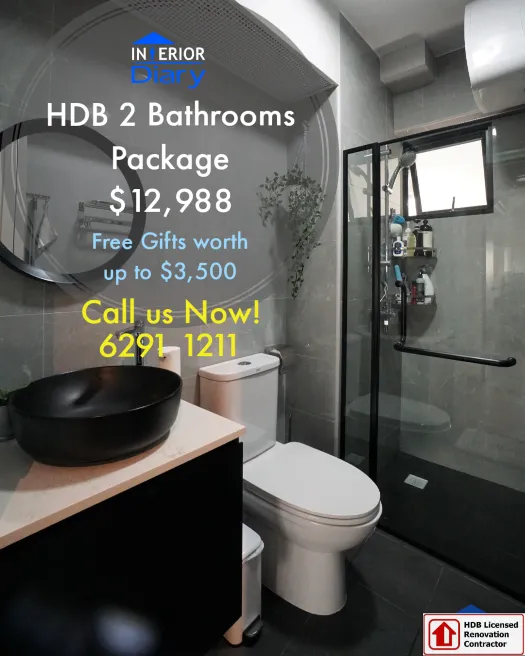 INTERIOR
Diary
HDB 2 Bathrooms
Package
$12,988
Free Gifts worth
up to $3,500
Call us Now!
6291 1211
HDB Licensed
Renovation
Contractor